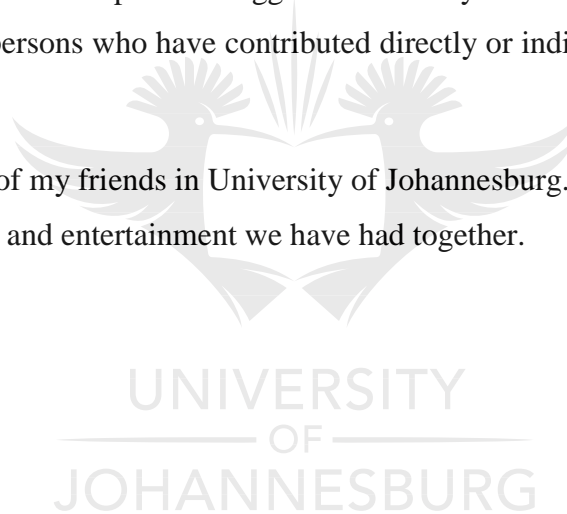 persons who have contributed directly or indi
of my friends in University of Johannesburg.
and entertainment we have had together.
UNIVERSITY
OF
JOHANNESBURG